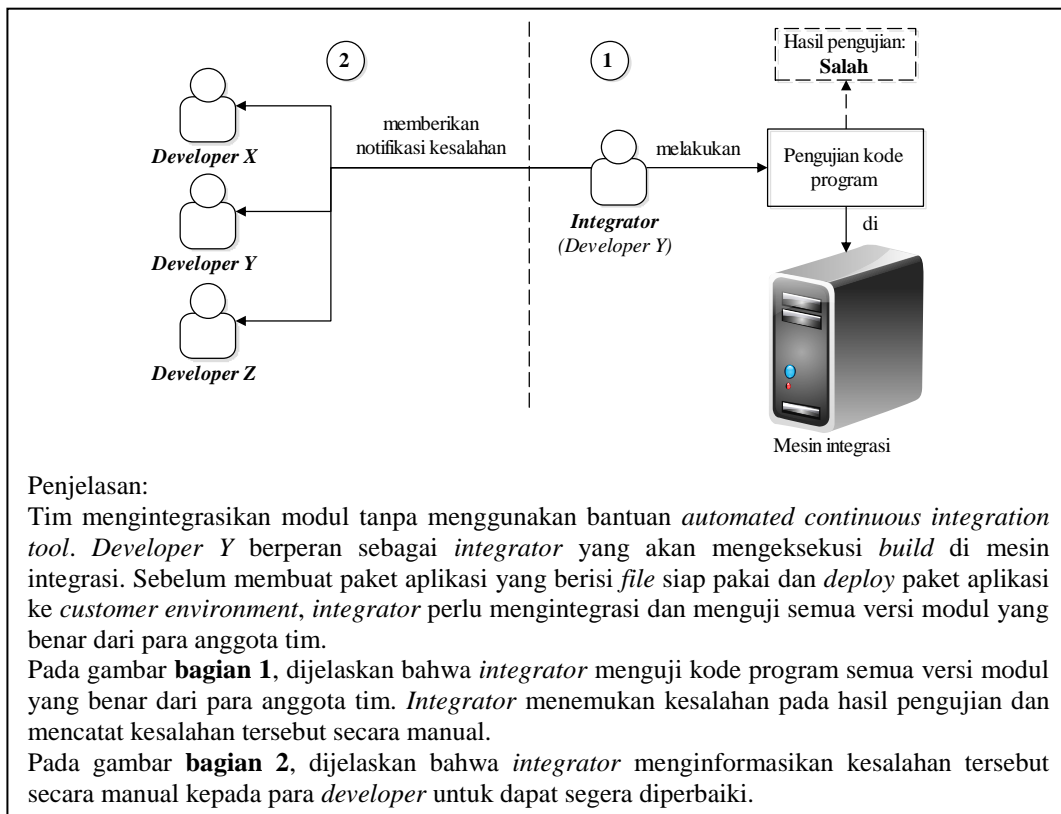 Hasil pengujian:
Salah
2
1
memberikan
notifikasi kesalahan
melakukan
Pengujian kode
program
Developer X
Integrator
(Developer Y)
di
Developer Y
Developer Z
Mesin integrasi
Penjelasan:
Tim mengintegrasikan modul tanpa menggunakan bantuan automated continuous integration
tool. Developer Y berperan sebagai integrator yang akan mengeksekusi build di mesin
integrasi. Sebelum membuat paket aplikasi yang berisi file siap pakai dan deploy paket aplikasi
ke customer environment, integrator perlu mengintegrasi dan menguji semua versi modul yang
benar dari para anggota tim.
Pada gambar bagian 1, dijelaskan bahwa integrator menguji kode program semua versi modul
yang benar dari para anggota tim. Integrator menemukan kesalahan pada hasil pengujian dan
mencatat kesalahan tersebut secara manual.
Pada gambar bagian 2, dijelaskan bahwa integrator menginformasikan kesalahan tersebut
secara manual kepada para developer untuk dapat segera diperbaiki.